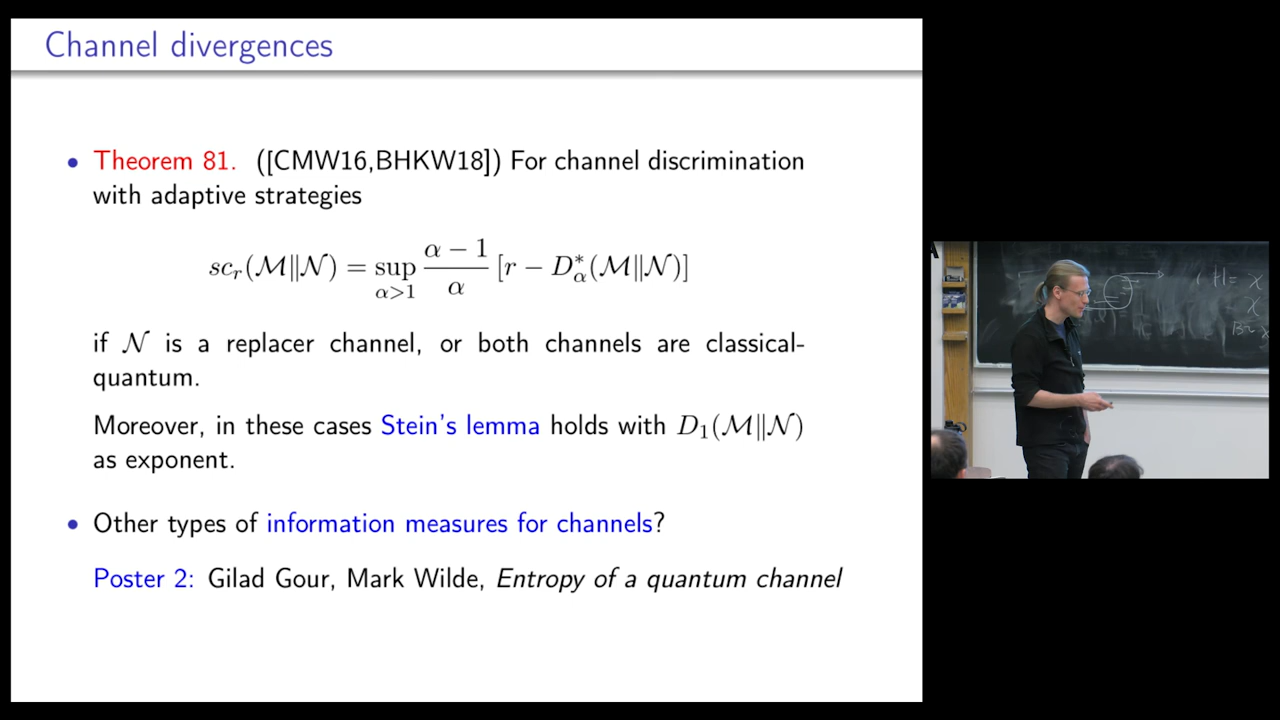 Channel divergences
• Theorem 81. ([CMW16,BHKW18]) For channel discrimination
with adaptive strategies
sc_r(ℳ‖𝒩) = sup_{α>1} \frac{α − 1}{α} [r − D*_α(ℳ‖𝒩)]
if 𝒩 is a replacer channel, or both channels are classical-
quantum.
Moreover, in these cases Stein's lemma holds with D_1(ℳ‖𝒩)
as exponent.
• Other types of information measures for channels?
Poster 2: Gilad Gour, Mark Wilde, Entropy of a quantum channel